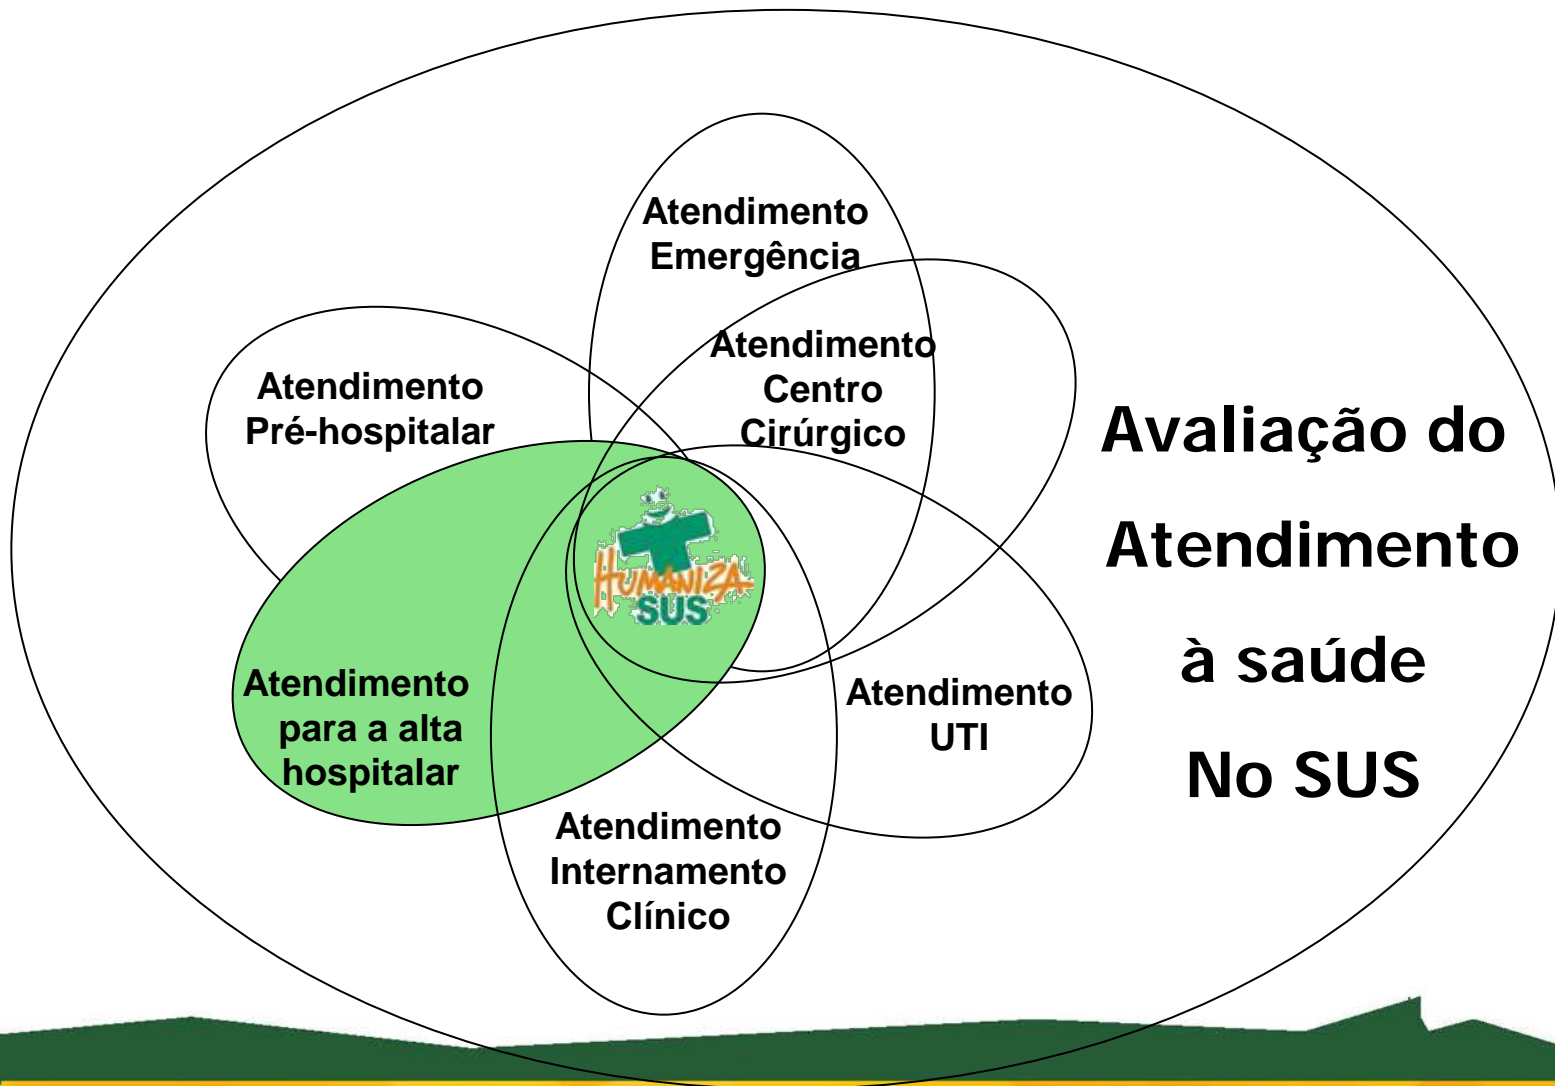 Atendimento
Emergência
Atendimento
Centro
Cirúrgico
Atendimento
Pré-hospitalar
Avaliação do
Atendimento
à saúde
No SUS
HUMANIZA
SUS
Atendimento
para a alta
hospitalar
Atendimento
UTI
Atendimento
Internamento
Clínico